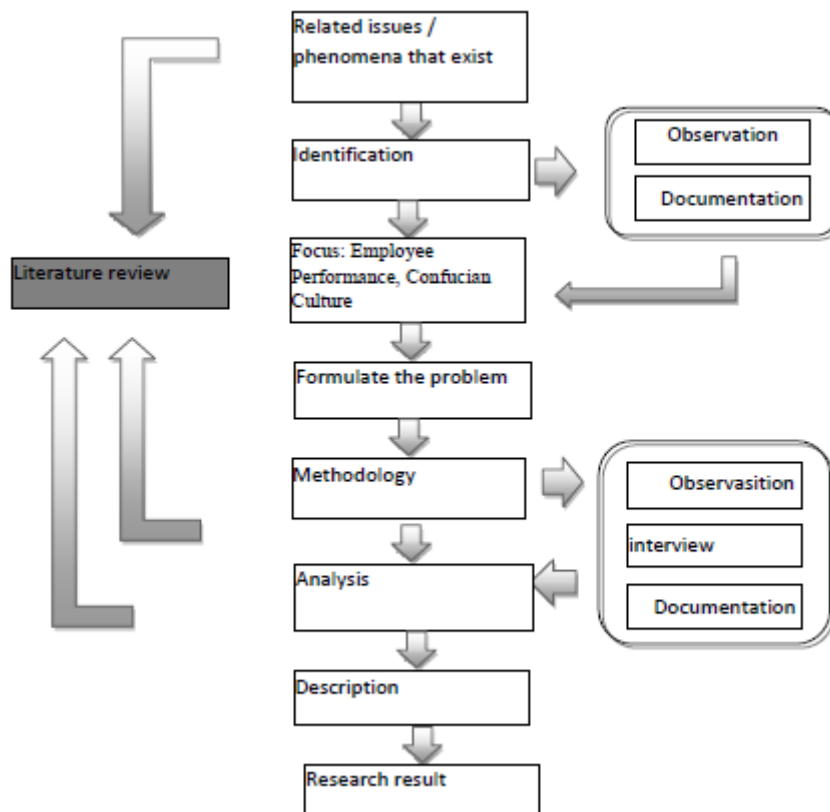 Related issues /
phenomena that exist
Identification
Observation
Documentation
Focus: Employee
Performance, Confucian
Culture
Literature review
Formulate the problem
Methodology
Observasition
interview
Documentation
Analysis
Description
Research result